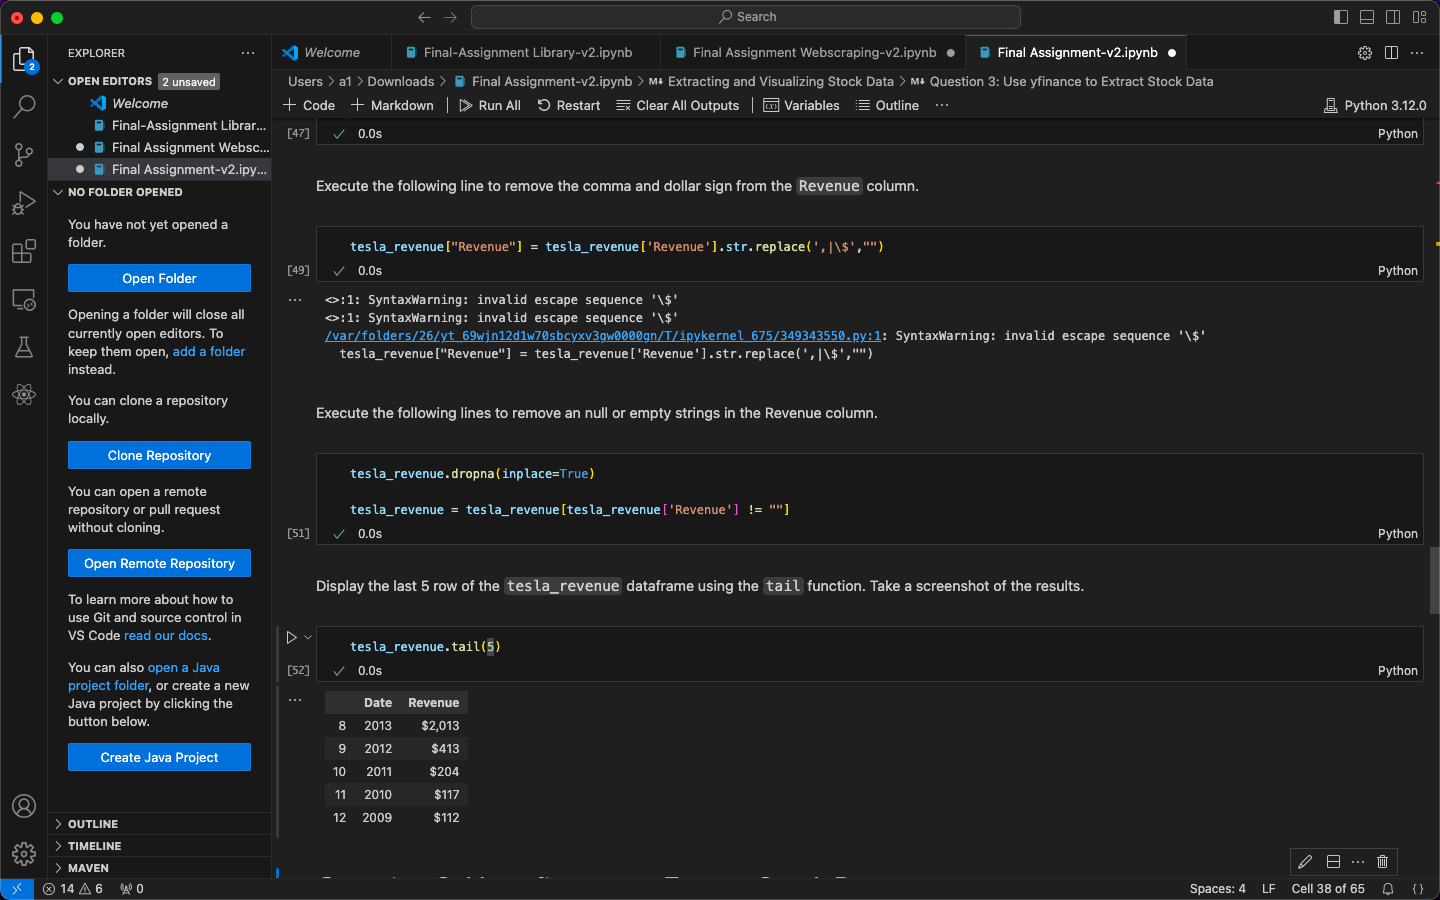 Search
EXPLORER
OPEN EDITORS 2 unsaved
Welcome
Final-Assignment Librar...
Final Assignment Websc...
Final Assignment-v2.ipy...
NO FOLDER OPENED
You have not yet opened a
folder.
Open Folder
Opening a folder will close all
currently open editors. To
keep them open, add a folder
instead.
You can clone a repository
locally.
Clone Repository
You can open a remote
repository or pull request
without cloning.
Open Remote Repository
To learn more about how to
use Git and source control in
VS Code read our docs.
You can also open a Java
project folder, or create a new
Java project by clicking the
button below.
Create Java Project
OUTLINE
TIMELINE
MAVEN
2
Welcome
Final-Assignment Library-v2.ipynb
Final Assignment Webscraping-v2.ipynb
Final Assignment-v2.ipynb
Users > a1 > Downloads > Final Assignment-v2.ipynb > M↓ Extracting and Visualizing Stock Data > M↓ Question 3: Use yfinance to Extract Stock Data
+ Code + Markdown Run All Restart Clear All Outputs Variables Outline ... Python 3.12.0
[47] ✓ 0.0s Python
Execute the following line to remove the comma and dollar sign from the Revenue column.
tesla_revenue["Revenue"] = tesla_revenue['Revenue'].str.replace(',|\$',"")
[49] ✓ 0.0s Python
... <>:1: SyntaxWarning: invalid escape sequence '\$'
<>:1: SyntaxWarning: invalid escape sequence '\$'
/var/folders/26/yt_69wjn12d1w70sbcyxv3gw0000gn/T/ipykernel_675/349343550.py:1: SyntaxWarning: invalid escape sequence '\$'
tesla_revenue["Revenue"] = tesla_revenue['Revenue'].str.replace(',|\$',"")
Execute the following lines to remove an null or empty strings in the Revenue column.
tesla_revenue.dropna(inplace=True)
tesla_revenue = tesla_revenue[tesla_revenue['Revenue'] != ""]
[51] ✓ 0.0s Python
Display the last 5 row of the tesla_revenue dataframe using the tail function. Take a screenshot of the results.
tesla_revenue.tail(5)
[52] ✓ 0.0s Python
... Date Revenue
8 2013 $2,013
9 2012 $413
10 2011 $204
11 2010 $117
12 2009 $112
14 6 0 Spaces: 4 LF Cell 38 of 65